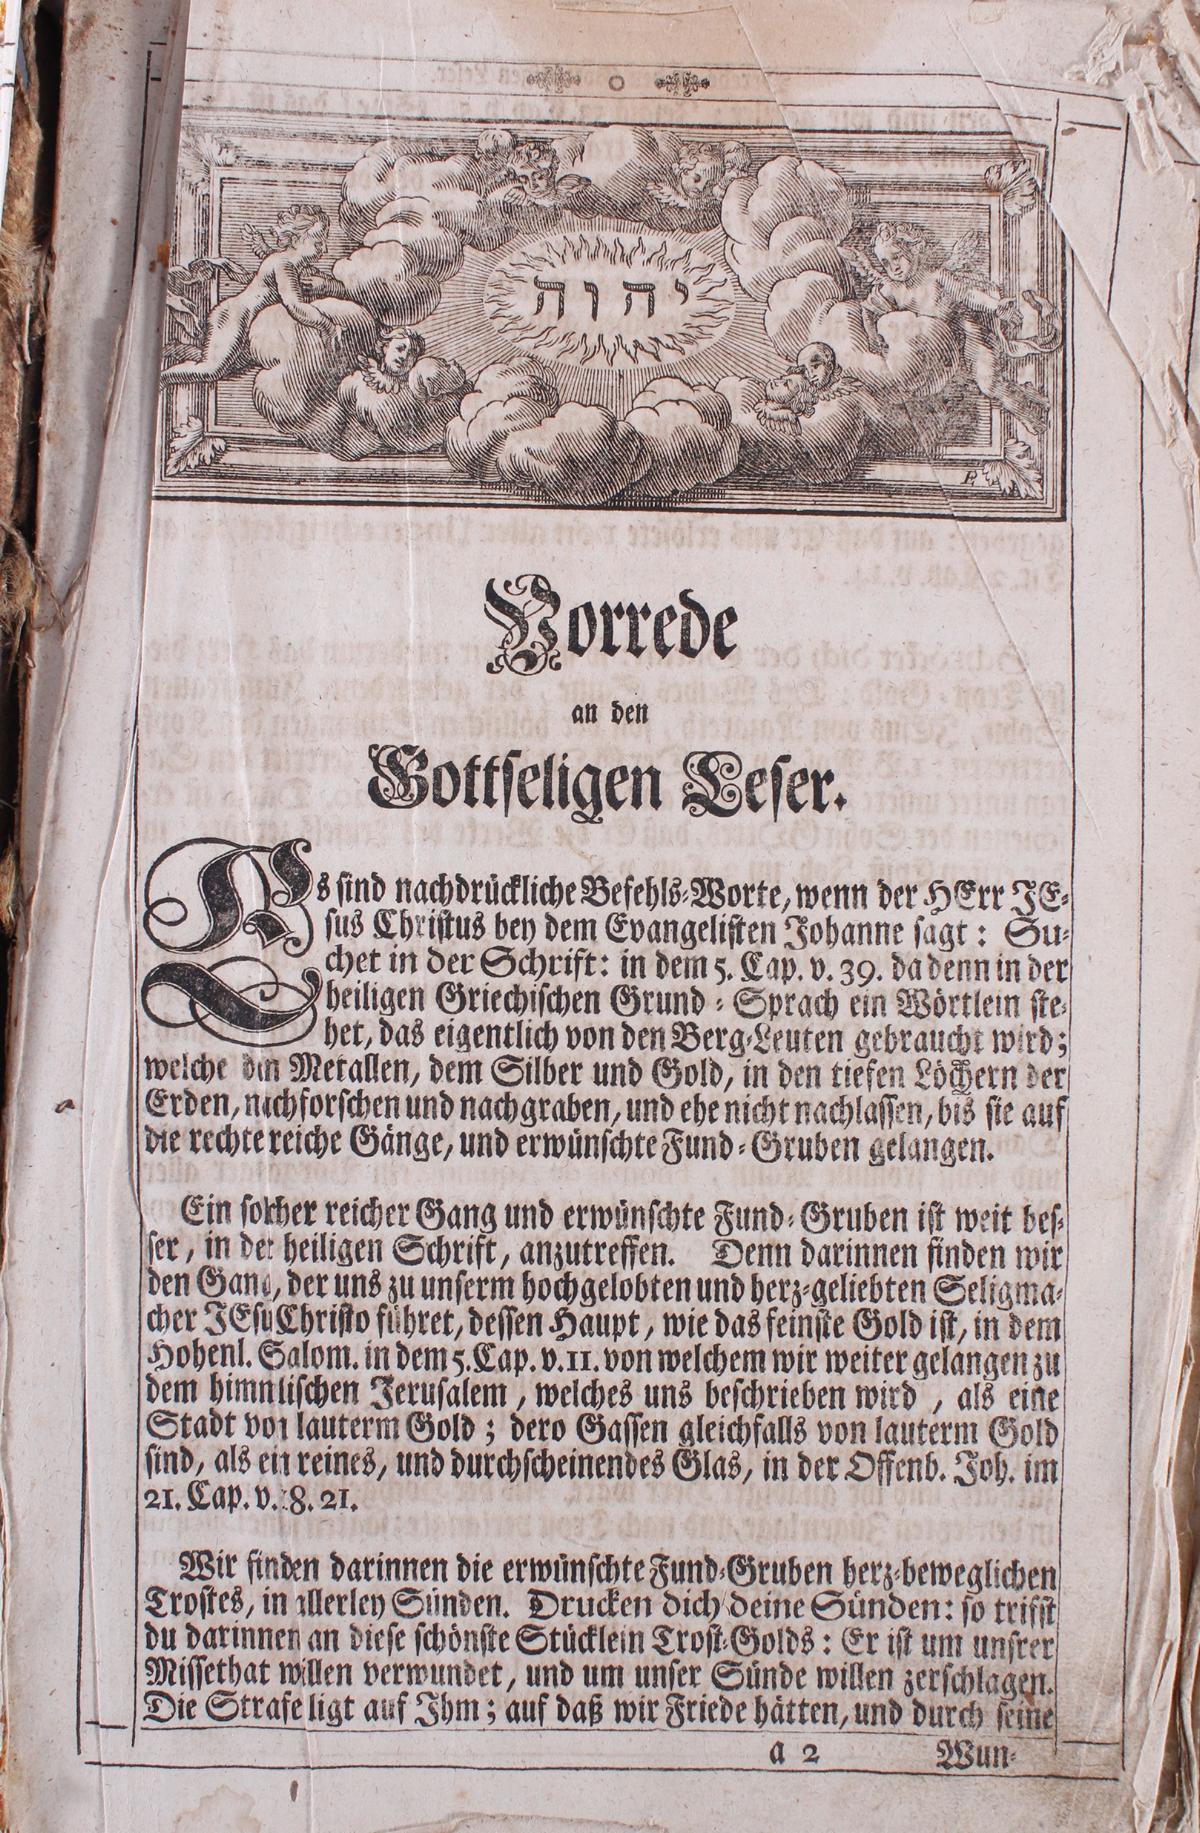 יהוה
Vorrede
an den
Gottseligen Leser.
Es sind nachdrückliche Befehls-Worte, wenn der HErr JE-
sus Christus bey dem Evangelisten Johanne sagt: Su-
chet in der Schrift: in dem 5. Cap. v. 39. da denn in der
heiligen Griechischen Grund-Sprach ein Wörtlein ste-
het, das eigentlich von den Berg-Leuten gebraucht wird;
welche den Metallen, dem Silber und Gold, in den tiefen Löchern der
Erden, nachforschen und nachgraben, und ehe nicht nachlassen, bis sie auf
die rechte reiche Gänge, und erwünschte Fund-Gruben gelangen.
Ein solcher reicher Gang und erwünschte Fund-Gruben ist weit bes-
ser, in der heiligen Schrift, anzutreffen. Denn darinnen finden wir
den Gang, der uns zu unserm hochgelobten und herz-geliebten Seligma-
cher JEsu Christo führet, dessen Haupt, wie das feinste Gold ist, in dem
Hohenl. Salom. in dem 5. Cap. v. 11. von welchem wir weiter gelangen zu
dem himmlischen Jerusalem, welches uns beschrieben wird, als eine
Stadt von lauterm Gold; dero Gassen gleichfalls von lauterm Gold
sind, als ein reines, und durchscheinendes Glas, in der Offenb. Joh. im
21. Cap. v. 18. 21.
Wir finden darinnen die erwünschte Fund-Gruben herz-beweglichen
Trostes, in allerley Sünden. Drucken dich deine Sünden: so triffst
du darinnen an diese schönste Stücklein Trost-Golds: Er ist um unsrer
Missethat willen verwundet, und um unser Sünde willen zerschlagen.
Die Strafe ligt auf Ihm; auf daß wir Friede hätten, und durch seine
a 2 Wun-